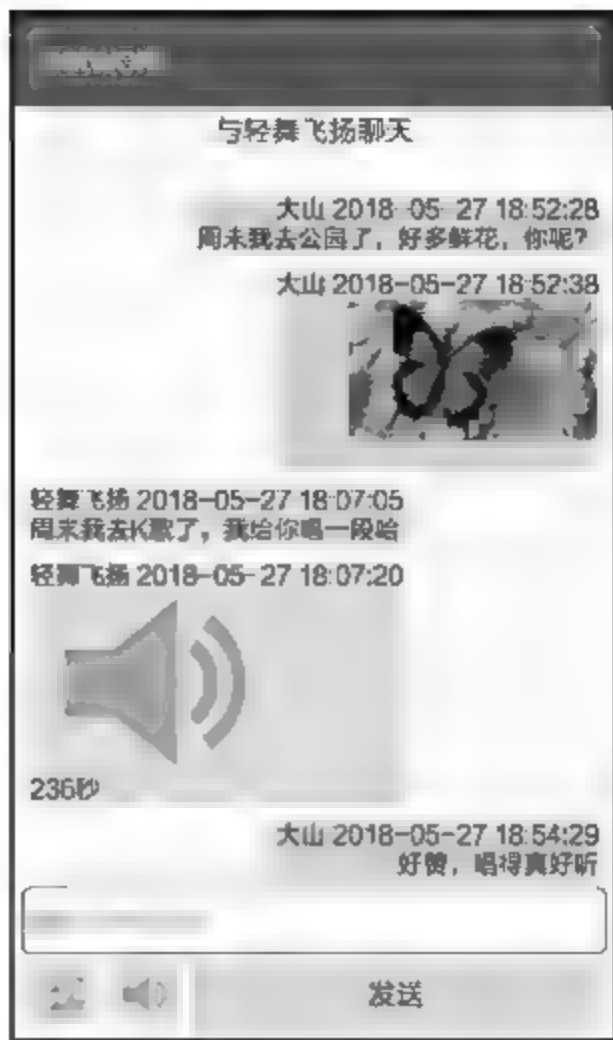 与轻舞飞扬聊天
大山 2018-05-27 18:52:28
周末我去公园了，好多鲜花，你呢？
大山 2018-05-27 18:52:38
轻舞飞扬 2018-05-27 18:07:05
周末我去K歌了，我给你唱一段哈
轻舞飞扬 2018-05-27 18:07:20
236秒
大山 2018-05-27 18:54:29
好赞，唱得真好听
发送